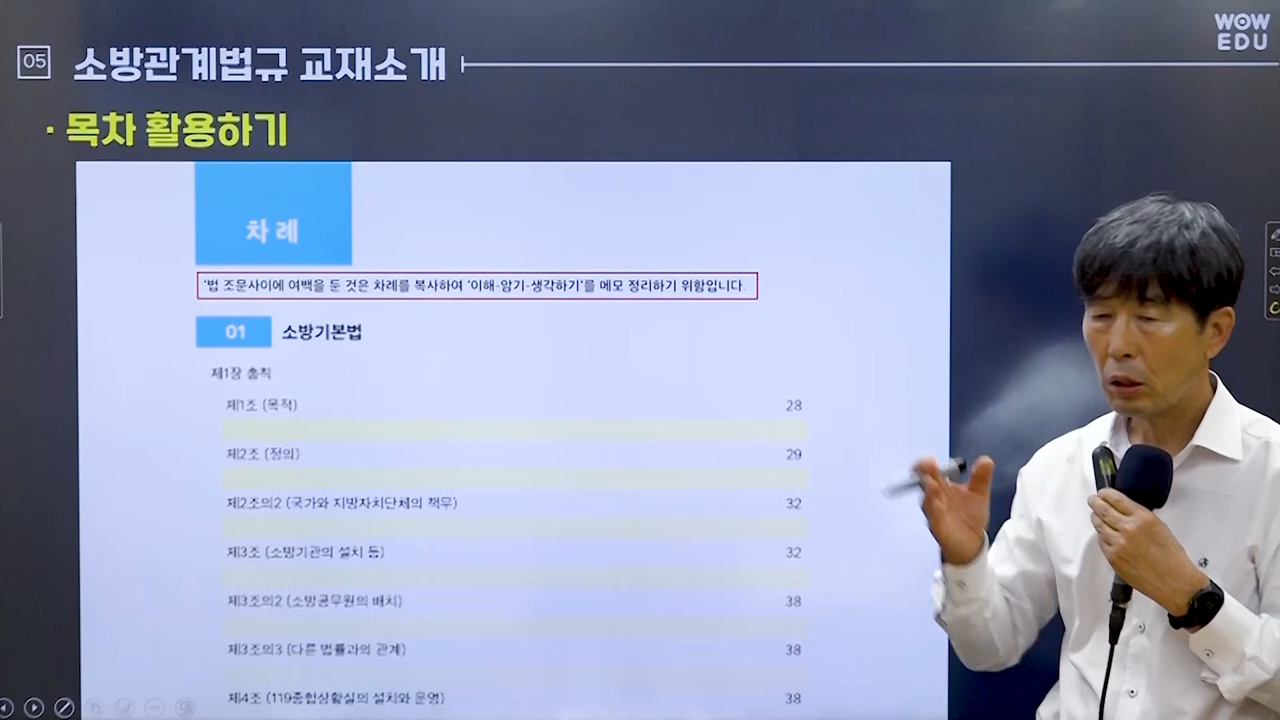 WOW
EDU
05 소방관계법규 교재소개
· 목차 활용하기
차 례
'법 조문사이에 여백을 둔 것은 차례를 복사하여 '이해-암기-생각하기'를 메모 정리하기 위함입니다.
01 소방기본법
제1장 총칙
제1조 (목적) 28
제2조 (정의) 29
제2조의2 (국가와 지방자치단체의 책무) 32
제3조 (소방기관의 설치 등) 32
제3조의2 (소방공무원의 배치) 38
제3조의3 (다른 법률과의 관계) 38
제4조 (119종합상황실의 설치와 운영) 38